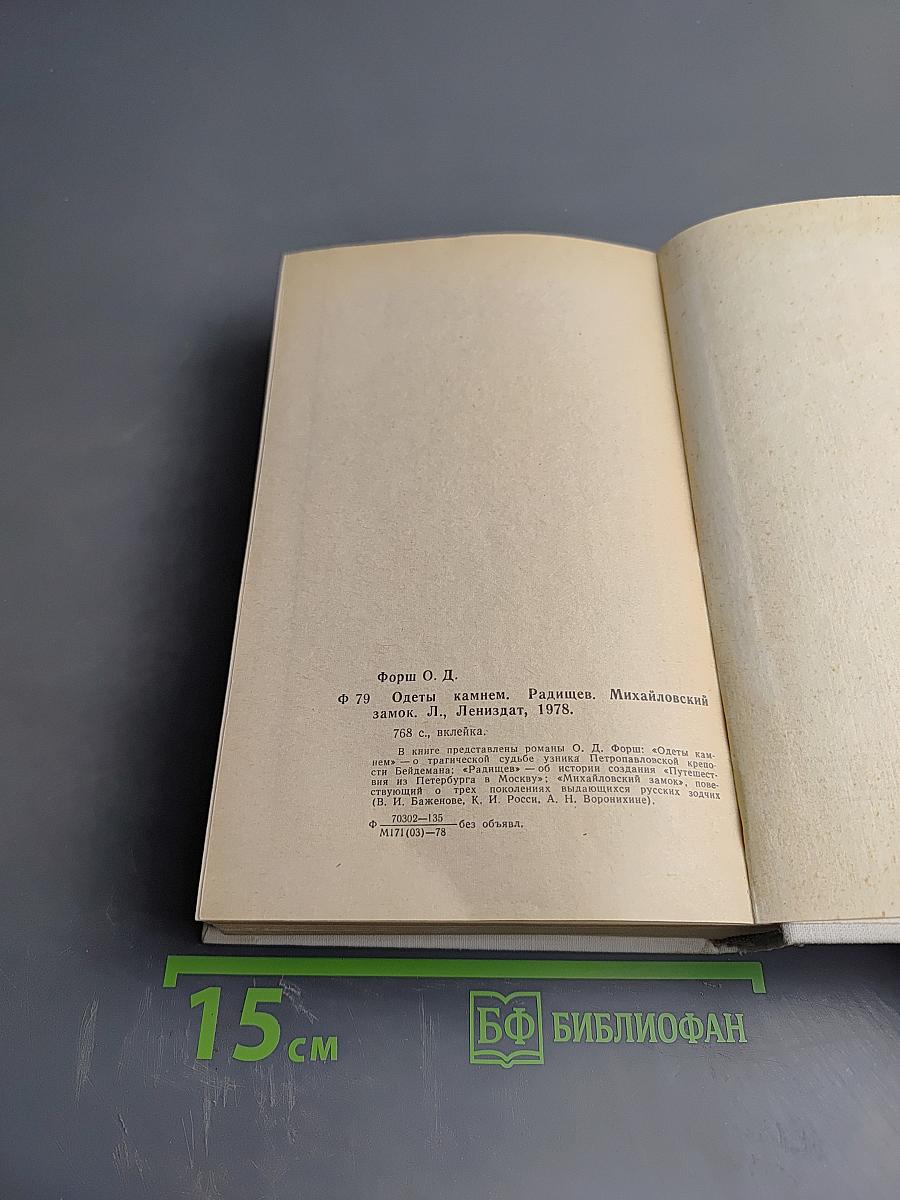 Форш О. Д.
Ф 79 Одеты камнем. Радищев. Михайловский
замок. Л., Лениздат, 1978.
768 с., вклейка.
В книге представлены романы О. Д. Форш: «Одеты кам-
нем» — о трагической судьбе узника Петропавловской крепо-
сти Бейдемана; «Радищев» — об истории создания «Путешест-
вия из Петербурга в Москву»; «Михайловский замок», пове-
ствующий о трех поколениях выдающихся русских зодчих
(В. И. Баженове, К. И. Росси, А. Н. Воронихине).
70302—135
Ф без объявл.
М171(03)—78
15 см
БФ БИБЛИОФАН